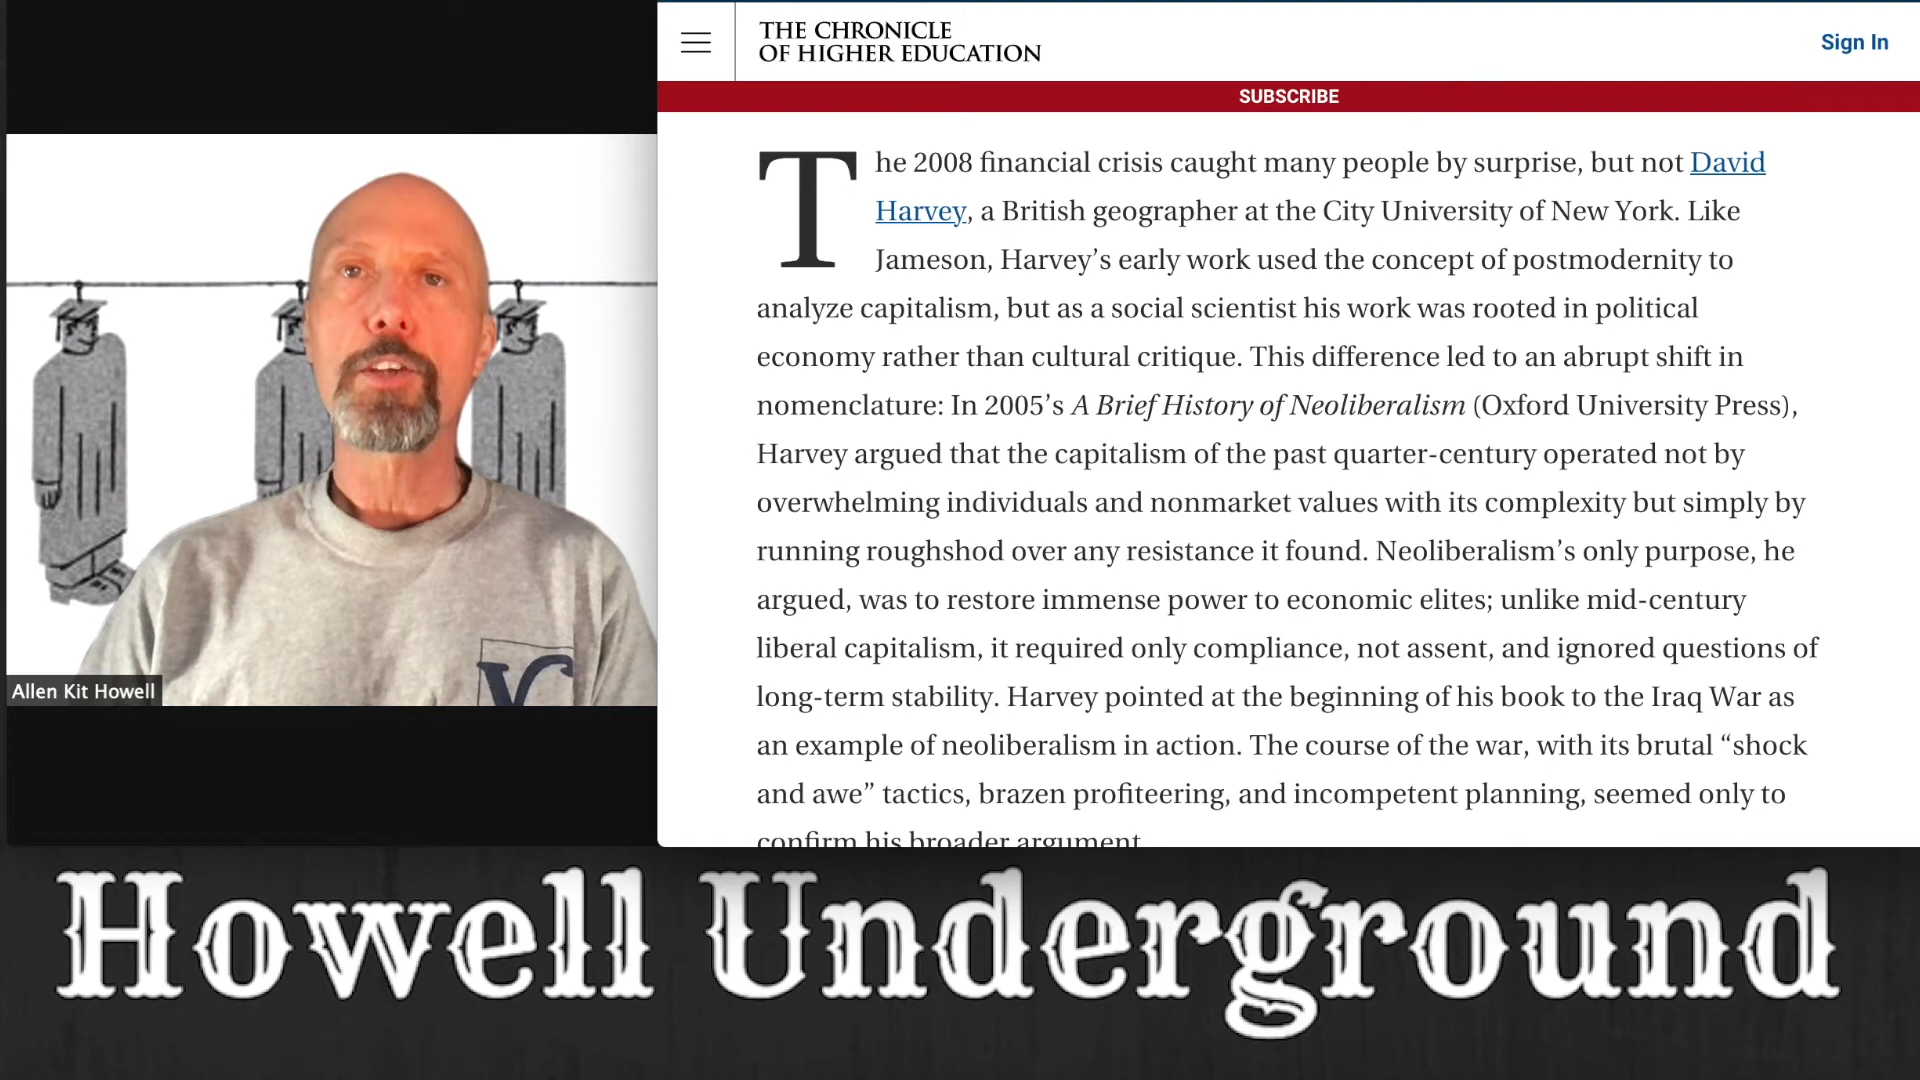 THE CHRONICLE
OF HIGHER EDUCATION
Sign In
SUBSCRIBE
The 2008 financial crisis caught many people by surprise, but not David
Harvey, a British geographer at the City University of New York. Like
Jameson, Harvey’s early work used the concept of postmodernity to
analyze capitalism, but as a social scientist his work was rooted in political
economy rather than cultural critique. This difference led to an abrupt shift in
nomenclature: In 2005’s A Brief History of Neoliberalism (Oxford University Press),
Harvey argued that the capitalism of the past quarter-century operated not by
overwhelming individuals and nonmarket values with its complexity but simply by
running roughshod over any resistance it found. Neoliberalism’s only purpose, he
argued, was to restore immense power to economic elites; unlike mid-century
liberal capitalism, it required only compliance, not assent, and ignored questions of
long-term stability. Harvey pointed at the beginning of his book to the Iraq War as
an example of neoliberalism in action. The course of the war, with its brutal “shock
and awe” tactics, brazen profiteering, and incompetent planning, seemed only to
confirm his broader argument.
Allen Kit Howell
Howell Underground